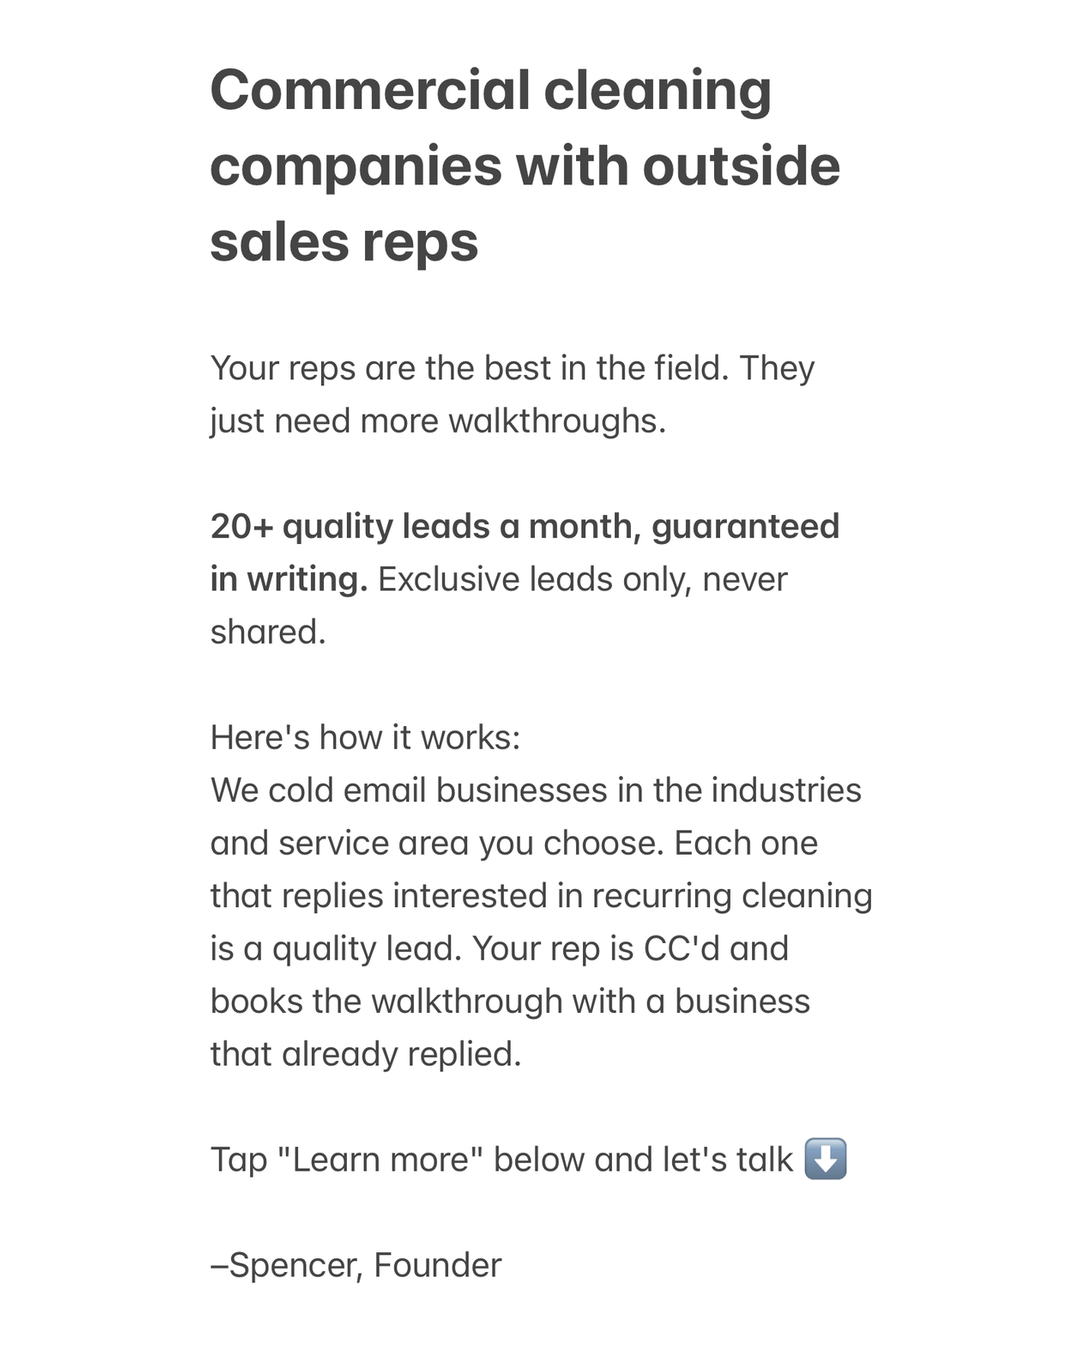 Commercial cleaning
companies with outside
sales reps
Your reps are the best in the field. They
just need more walkthroughs.
20+ quality leads a month, guaranteed
in writing. Exclusive leads only, never
shared.
Here's how it works:
We cold email businesses in the industries
and service area you choose. Each one
that replies interested in recurring cleaning
is a quality lead. Your rep is CC'd and
books the walkthrough with a business
that already replied.
Tap "Learn more" below and let's talk ⬇️
–Spencer, Founder